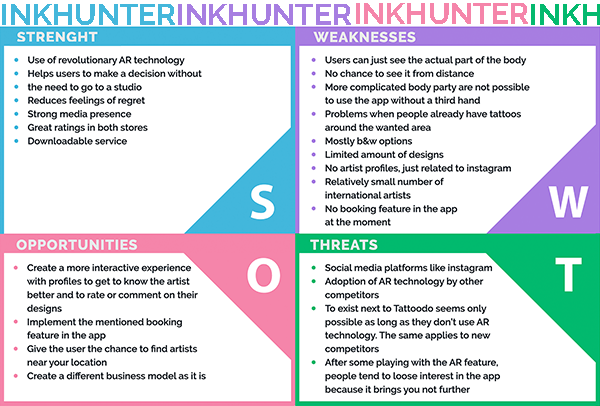 INKHUNTER INKHUNTER INKHUNTER INKH
STRENGHT
Use of revolutionary AR technology
Helps users to make a decision without
the need to go to a studio
Reduces feelings of regret
Strong media presence
Great ratings in both stores
Downloadable service
S
WEAKNESSES
Users can just see the actual part of the body
No chance to see it from distance
More complicated body party are not possible
to use the app without a third hand
Problems when people already have tattoos
around the wanted area
Mostly b&w options
Limited amount of designs
No artist profiles, just related to instagram
Relatively small number of
international artists
No booking feature in the app
at the moment
W
OPPORTUNITIES
Create a more interactive experience
with profiles to get to know the artist
better and to rate or comment on their
designs
Implement the mentioned booking
feature in the app
Give the user the chance to find artists
near your location
Create a different business model as it is
O
THREATS
Social media platforms like instagram
Adoption of AR technology by other
competitors
To exist next to Tattoodo seems only
possible as long as they don't use AR
technology. The same applies to new
competitors
After some playing with the AR feature,
people tend to loose interest in the app
because it brings you not further
T